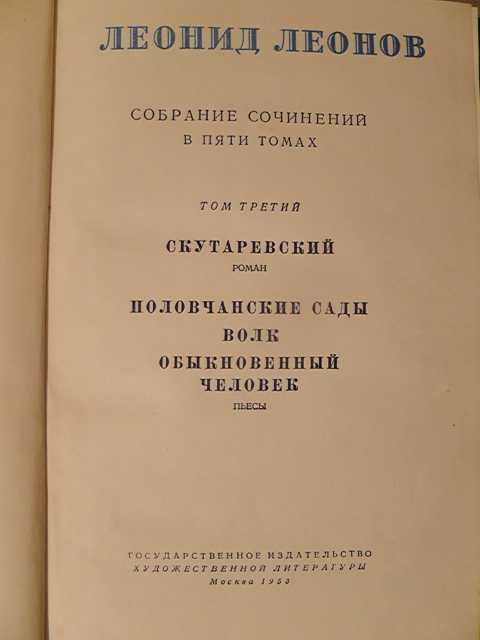 ЛЕОНИД ЛЕОНОВ
СОБРАНИЕ СОЧИНЕНИЙ
В ПЯТИ ТОМАХ
ТОМ ТРЕТИЙ
СКУТАРЕВСКИЙ
РОМАН
ПОЛОВЧАНСКИЕ САДЫ
ВОЛК
ОБЫКНОВЕННЫЙ
ЧЕЛОВЕК
ПЬЕСЫ
ГОСУДАРСТВЕННОЕ ИЗДАТЕЛЬСТВО
ХУДОЖЕСТВЕННОЙ ЛИТЕРАТУРЫ
Москва 1953